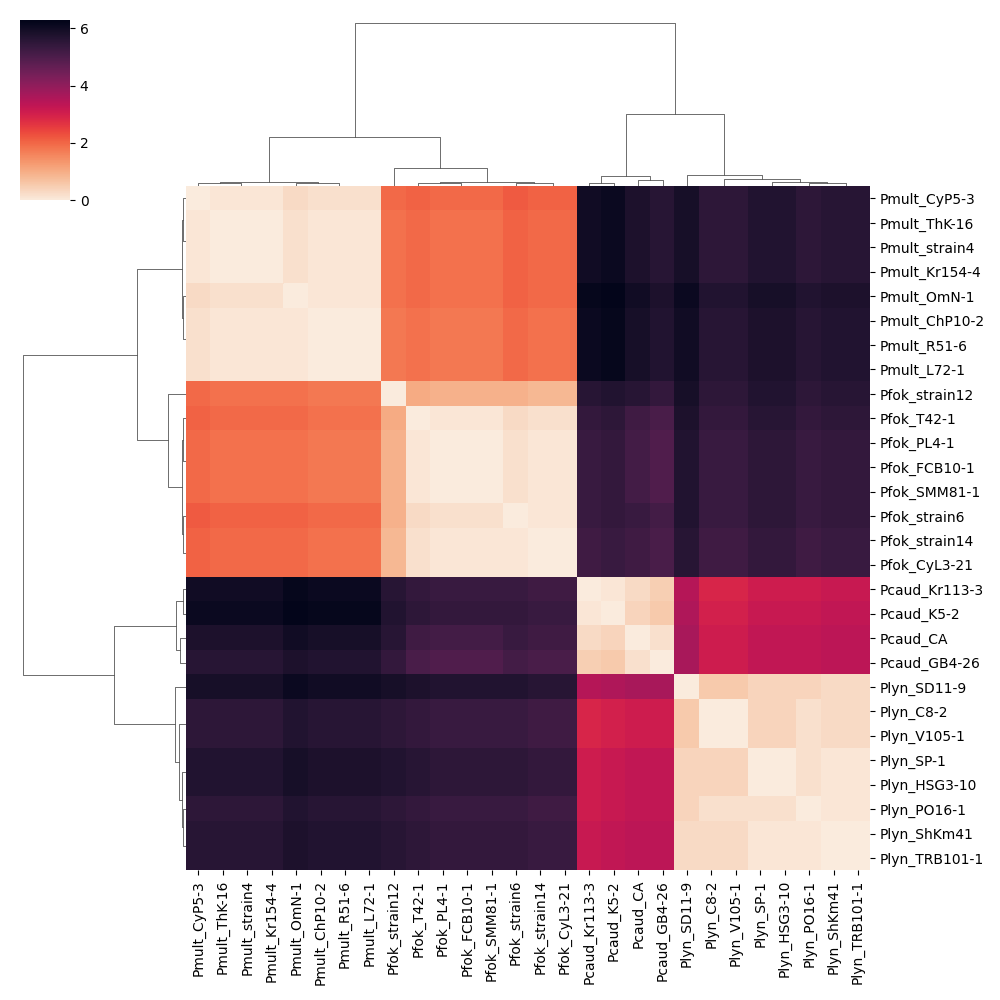 6
4
2
0
Pmult_CyP5-3
Pmult_ThK-16
Pmult_strain4
Pmult_Kr154-4
Pmult_OmN-1
Pmult_ChP10-2
Pmult_R51-6
Pmult_L72-1
Pfok_strain12
Pfok_T42-1
Pfok_PL4-1
Pfok_FCB10-1
Pfok_SMM81-1
Pfok_strain6
Pfok_strain14
Pfok_CyL3-21
Pcaud_Kr113-3
Pcaud_K5-2
Pcaud_CA
Pcaud_GB4-26
Plyn_SD11-9
Plyn_C8-2
Plyn_V105-1
Plyn_SP-1
Plyn_HSG3-10
Plyn_PO16-1
Plyn_ShKm41
Plyn_TRB101-1
Pmult_CyP5-3
Pmult_ThK-16
Pmult_strain4
Pmult_Kr154-4
Pmult_OmN-1
Pmult_ChP10-2
Pmult_R51-6
Pmult_L72-1
Pfok_strain12
Pfok_T42-1
Pfok_PL4-1
Pfok_FCB10-1
Pfok_SMM81-1
Pfok_strain6
Pfok_strain14
Pfok_CyL3-21
Pcaud_Kr113-3
Pcaud_K5-2
Pcaud_CA
Pcaud_GB4-26
Plyn_SD11-9
Plyn_C8-2
Plyn_V105-1
Plyn_SP-1
Plyn_HSG3-10
Plyn_PO16-1
Plyn_ShKm41
Plyn_TRB101-1